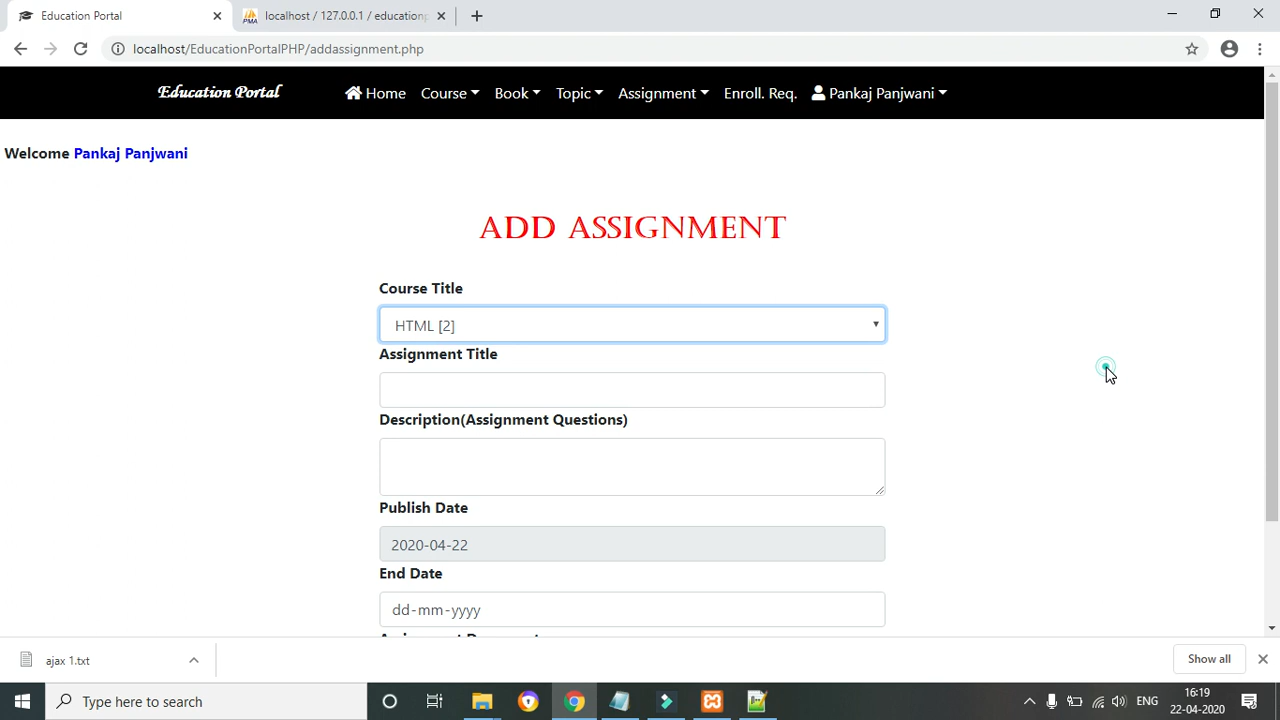 Education Portal
localhost / 127.0.0.1 / educationp
localhost/EducationPortalPHP/addassignment.php
Education Portal
Home
Course
Book
Topic
Assignment
Enroll. Req.
Pankaj Panjwani
Welcome Pankaj Panjwani
ADD ASSIGNMENT
Course Title
HTML [2]
Assignment Title
Description(Assignment Questions)
Publish Date
2020-04-22
End Date
dd-mm-yyyy
ajax 1.txt
Show all
Type here to search
ENG
16:19
22-04-2020